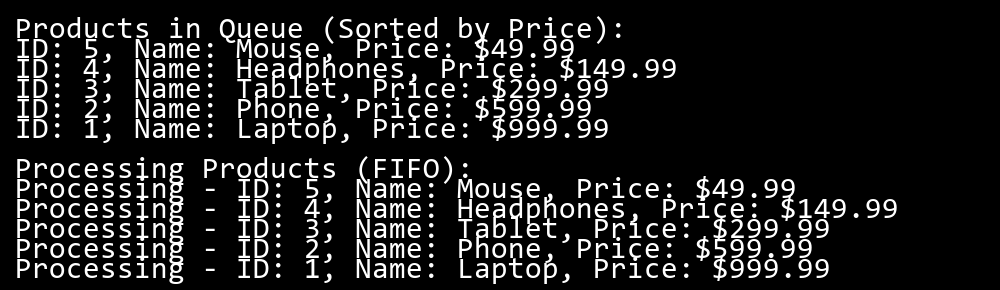 Products in Queue (Sorted by Price):
ID: 5, Name: Mouse, Price: $49.99
ID: 4, Name: Headphones, Price: $149.99
ID: 3, Name: Tablet, Price: $299.99
ID: 2, Name: Phone, Price: $599.99
ID: 1, Name: Laptop, Price: $999.99
Processing Products (FIFO):
Processing - ID: 5, Name: Mouse, Price: $49.99
Processing - ID: 4, Name: Headphones, Price: $149.99
Processing - ID: 3, Name: Tablet, Price: $299.99
Processing - ID: 2, Name: Phone, Price: $599.99
Processing - ID: 1, Name: Laptop, Price: $999.99